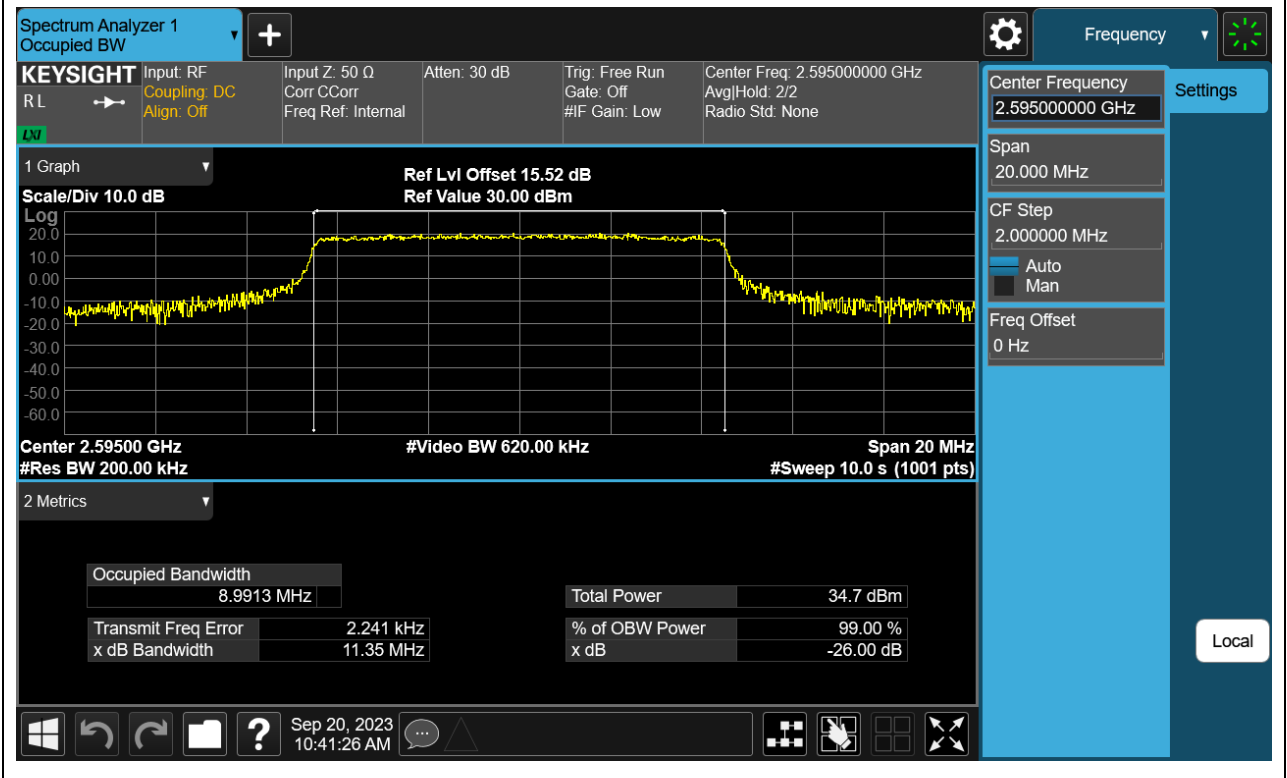 Spectrum Analyzer 1
Occupied BW
Frequency
KEYSIGHT
R L
LXI
Input: RF
Coupling: DC
Align: Off
Input Z: 50 Ω
Corr CCorr
Freq Ref: Internal
Atten: 30 dB
Trig: Free Run
Gate: Off
#IF Gain: Low
Center Freq: 2.595000000 GHz
Avg|Hold: 2/2
Radio Std: None
Center Frequency
2.595000000 GHz
Settings
Span
20.000 MHz
CF Step
2.000000 MHz
Auto
Man
Freq Offset
0 Hz
Local
1 Graph
Scale/Div 10.0 dB
Ref Lvl Offset 15.52 dB
Ref Value 30.00 dBm
Log
20.0
10.0
0.00
-10.0
-20.0
-30.0
-40.0
-50.0
-60.0
Center 2.59500 GHz
#Video BW 620.00 kHz
Span 20 MHz
#Res BW 200.00 kHz
#Sweep 10.0 s (1001 pts)
2 Metrics
Occupied Bandwidth
8.9913 MHz
Total Power 34.7 dBm
Transmit Freq Error 2.241 kHz
% of OBW Power 99.00 %
x dB Bandwidth 11.35 MHz
x dB -26.00 dB
?
Sep 20, 2023
10:41:26 AM